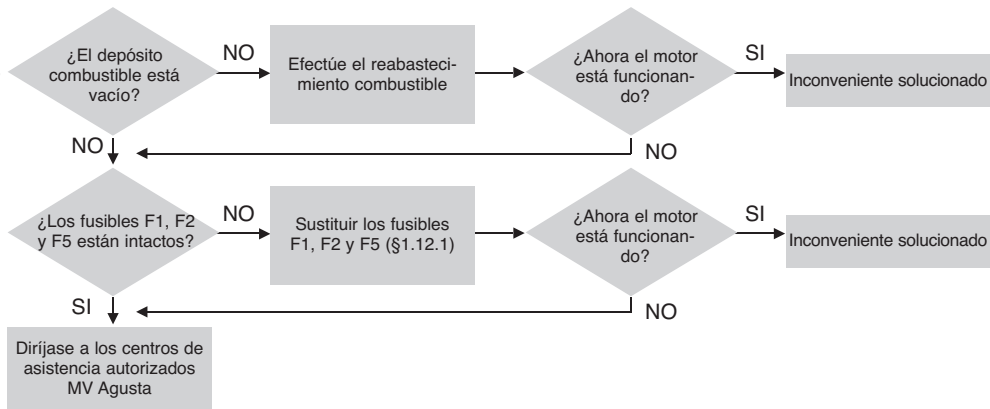 ¿El depósito
combustible está
vacío?
NO
Efectúe el reabasteci-
miento combustible
¿Ahora el motor
está funcionan-
do?
SI
Inconveniente solucionado
NO
NO
¿Los fusibles F1, F2
y F5 están intactos?
NO
Sustituir los fusibles
F1, F2 y F5 (§1.12.1)
¿Ahora el motor
está funcionan-
do?
SI
Inconveniente solucionado
SI
NO
Diríjase a los centros de
asistencia autorizados
MV Agusta